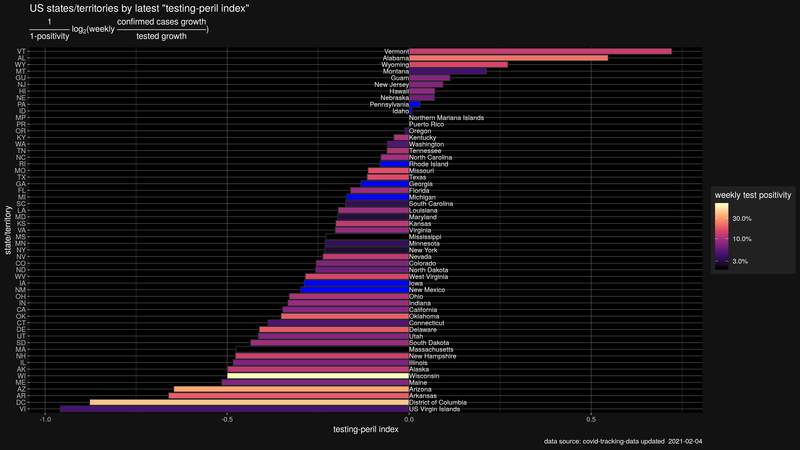 US states/territories by latest "testing-peril index"
1/1-positivity log2(weekly confirmed cases growth/tested growth)
state/territory
VT Vermont
AL Alabama
WY Wyoming
MT Montana
GU Guam
NJ New Jersey
HI Hawaii
NE Nebraska
PA Pennsylvania
ID Idaho
MP Northern Mariana Islands
PR Puerto Rico
OR Oregon
KY Kentucky
WA Washington
TN Tennessee
NC North Carolina
RI Rhode Island
MO Missouri
TX Texas
GA Georgia
FL Florida
MI Michigan
SC South Carolina
LA Louisiana
MD Maryland
KS Kansas
VA Virginia
MS Mississippi
MN Minnesota
NY New York
NV Nevada
CO Colorado
ND North Dakota
WV West Virginia
IA Iowa
NM New Mexico
OH Ohio
IN Indiana
CA California
OK Oklahoma
CT Connecticut
DE Delaware
UT Utah
SD South Dakota
MA Massachusetts
NH New Hampshire
IL Illinois
AK Alaska
WI Wisconsin
ME Maine
AZ Arizona
AR Arkansas
DC District of Columbia
VI US Virgin Islands
-1.0 -0.5 0.0 0.5
testing-peril index
weekly test positivity
30.0%
10.0%
3.0%
data source: covid-tracking-data updated 2021-02-04